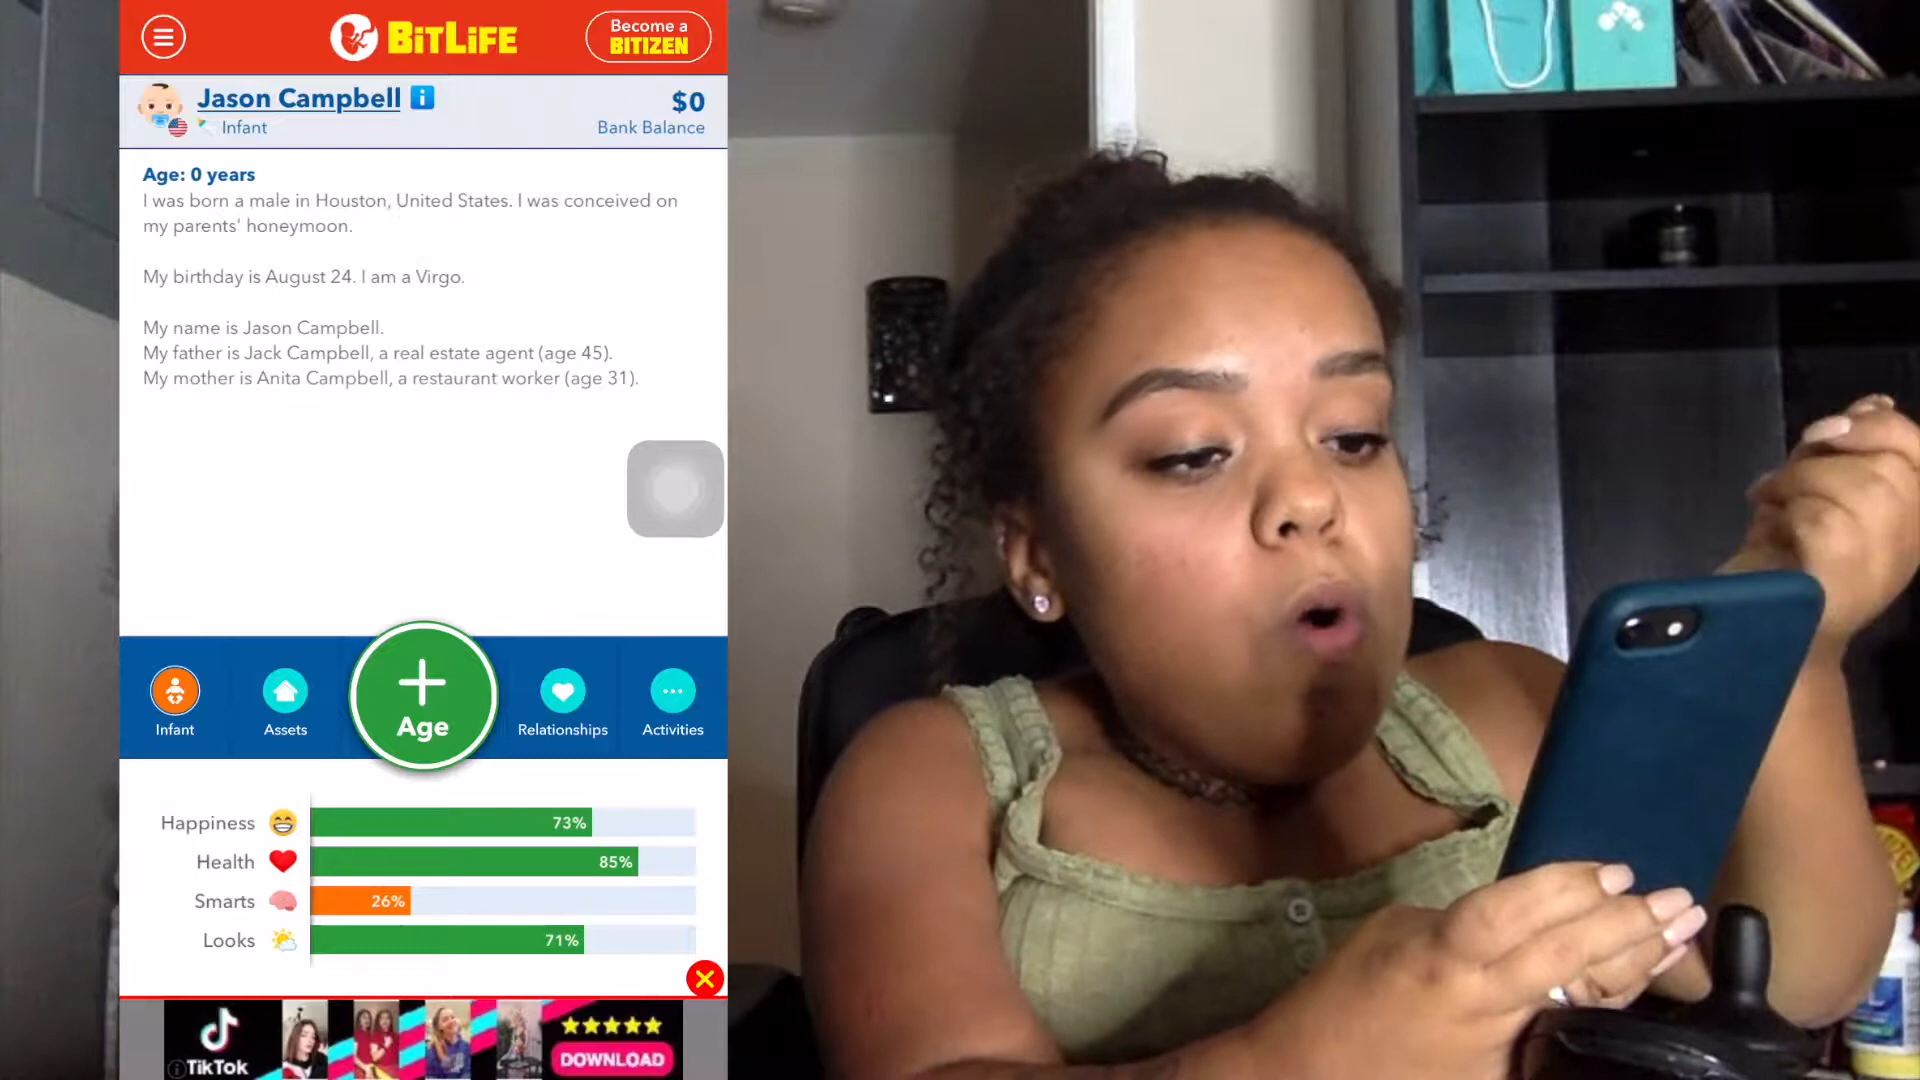 BITLIFE
Become a
BITIZEN
Jason Campbell
Infant
$0
Bank Balance
Age: 0 years
I was born a male in Houston, United States. I was conceived on
my parents' honeymoon.
My birthday is August 24. I am a Virgo.
My name is Jason Campbell.
My father is Jack Campbell, a real estate agent (age 45).
My mother is Anita Campbell, a restaurant worker (age 31).
Infant
Assets
Age
Relationships
Activities
Happiness 73%
Health 85%
Smarts 26%
Looks 71%
TikTok
DOWNLOAD